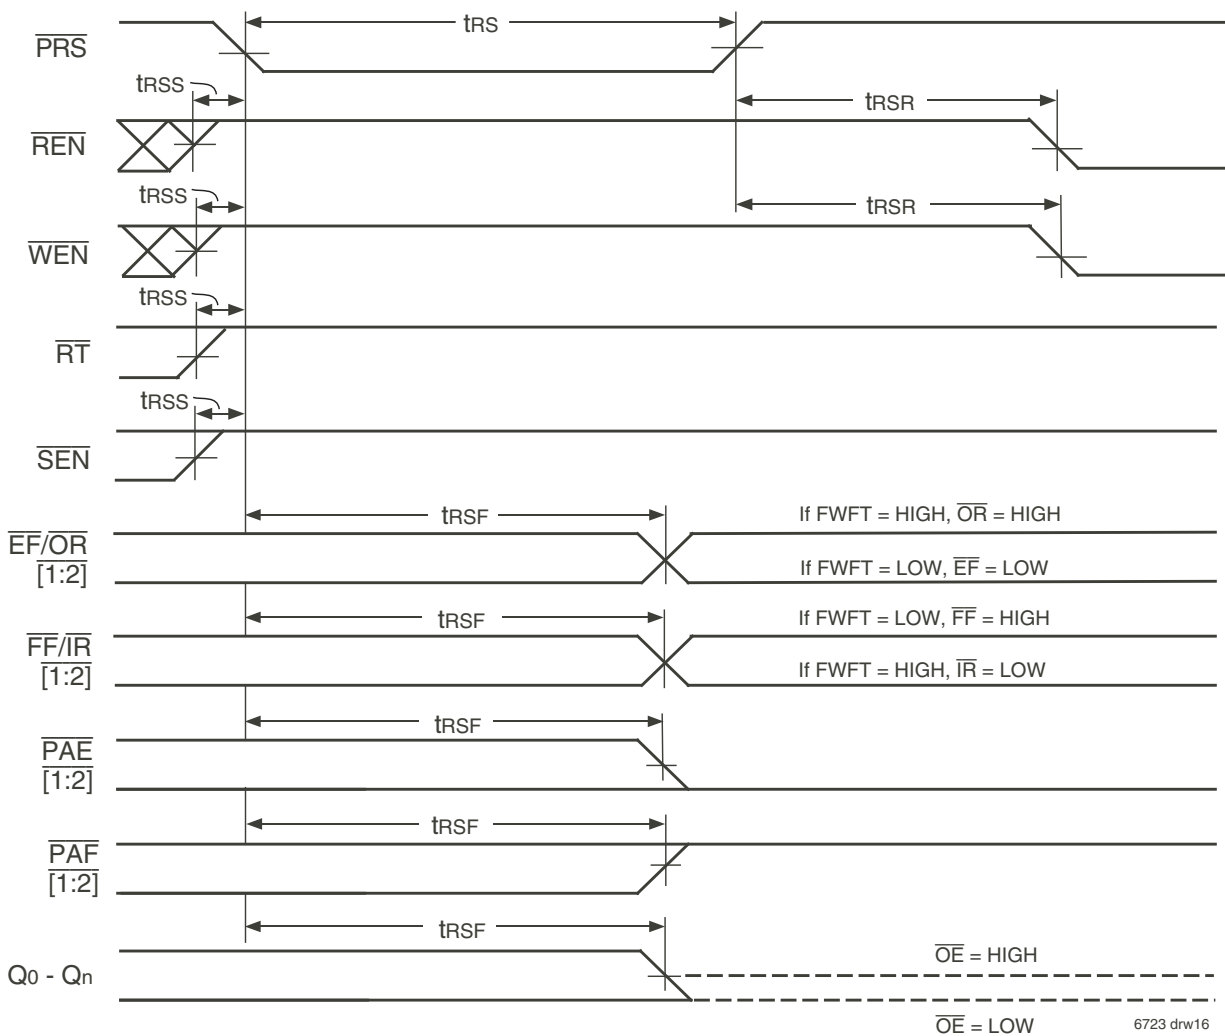 tRS
PRS
tRSS
tRSR
REN
tRSS
tRSR
WEN
tRSS
RT
tRSS
SEN
tRSF
If FWFT = HIGH, OR = HIGH
EF/OR
[1:2]
If FWFT = LOW, EF = LOW
tRSF
If FWFT = LOW, FF = HIGH
FF/IR
[1:2]
If FWFT = HIGH, IR = LOW
tRSF
PAE
[1:2]
tRSF
PAF
[1:2]
tRSF
OE = HIGH
Q0 - Qn
OE = LOW
6723 drw16